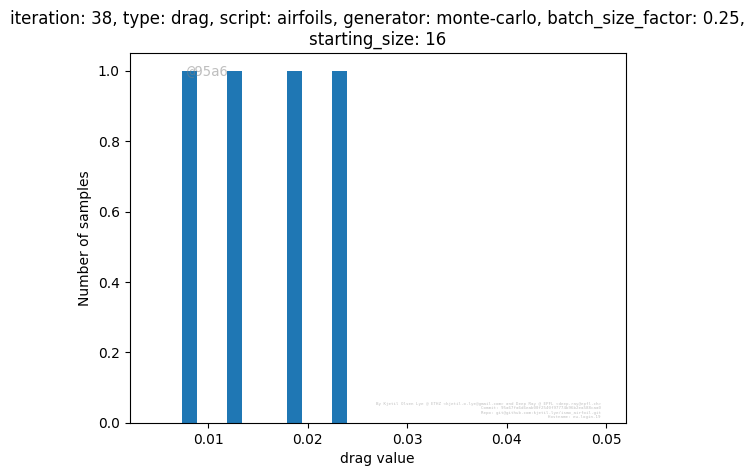 iteration: 38, type: drag, script: airfoils, generator: monte-carlo, batch_size_factor: 0.25,
starting_size: 16
@95a6
1.0
0.8
0.6
0.4
0.2
0.0
Number of samples
0.01
0.02
0.03
0.04
0.05
drag value